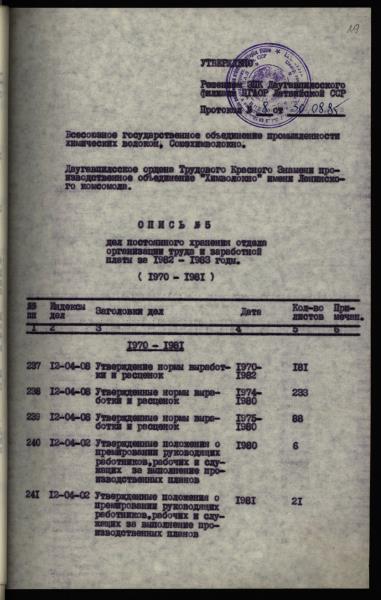 УТВЕРЖДЕНО
Решением ЭПК Даугавпилсского
филиала ЦГАОР Латвийской ССР
Протокол № 8 от 30.08.85
Всесоюзное государственное объединение промышленности
химических волокон, Союзхимволокно.
Даугавпилсское ордена Трудового Красного Знамени про-
изводственное объединение "Химволокно" имени Ленинско-
го комсомола.
ОПИСЬ №5
дел постоянного хранения отдела
организации труда и заработной
платы за 1982 - 1983 годы.
( 1970 - 1981 )
№№ пп Индексы дел Заголовки дел Дата Кол-во листов При- мечан.
1 2 3 4 5 6
1970 - 1981
237 12-04-08 Утверждение нормы выработ- 1970- 181
ки и расценок 1982
238 12-04-08 Утвержденные нормы выра- 1974- 233
ботки и расценок 1980
239 12-04-08 Утвержденные нормы выра- 1975- 88
ботки и расценок 1980
240 12-04-02 Утвержденные положения о 1980 6
премировании руководящих
работников,рабочих и слу-
жащих за выполнение про-
изводственных планов
241 12-04-02 Утвержденные положения о 1981 21
премировании руководящих
работников,рабочих и слу-
жащих за выполнение про-
изводственных планов